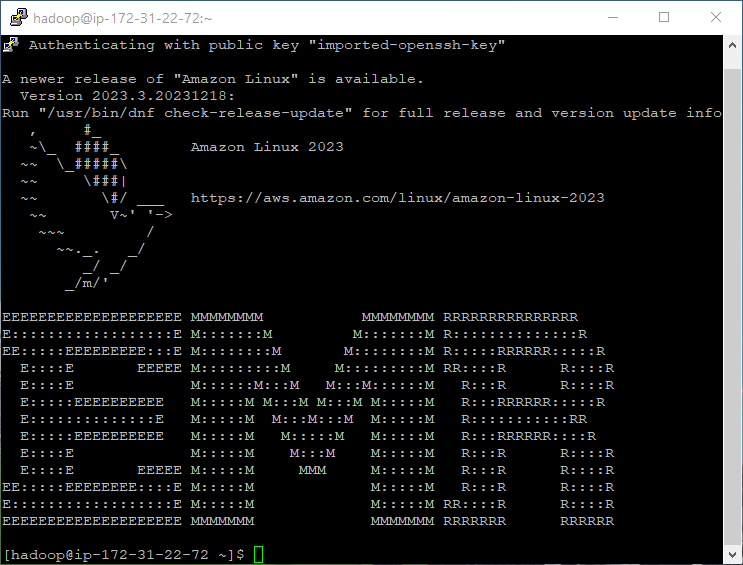 hadoop@ip-172-31-22-72:~
Authenticating with public key "imported-openssh-key"
A newer release of "Amazon Linux" is available.
  Version 2023.3.20231218:
Run "/usr/bin/dnf check-release-update" for full release and version update info
   ,      #_
   ~\_  ####_        Amazon Linux 2023
  ~~  \_#####\
  ~~     \###|
  ~~       \#/ ___   https://aws.amazon.com/linux/amazon-linux-2023
   ~~       V~' '->
    ~~~         /
      ~~._.   _/
         _/ _/
       _/m/'
EEEEEEEEEEEEEEEEEEEE MMMMMMMM           MMMMMMMM RRRRRRRRRRRRRRR
E::::::::::::::::::E M:::::::M         M:::::::M R::::::::::::::R
EE:::::EEEEEEEEE:::E M::::::::M       M::::::::M R:::::RRRRRR:::::R
  E::::E       EEEEE M:::::::::M     M:::::::::M RR::::R      R::::R
  E::::E             M::::::M:::M   M:::M::::::M   R:::R      R::::R
  E:::::EEEEEEEEEE   M:::::M M:::M M:::M M:::::M   R:::RRRRRR:::::R
  E::::::::::::::E   M:::::M  M:::M:::M  M:::::M   R:::::::::::RR
  E:::::EEEEEEEEEE   M:::::M   M:::::M   M:::::M   R:::RRRRRR::::R
  E::::E             M:::::M    M:::M    M:::::M   R:::R      R::::R
  E::::E       EEEEE M:::::M     MMM     M:::::M   R:::R      R::::R
EE:::::EEEEEEEE::::E M:::::M             M:::::M   R:::R      R::::R
E::::::::::::::::::E M:::::M             M:::::M RR::::R      R::::R
EEEEEEEEEEEEEEEEEEEE MMMMMMM             MMMMMMM RRRRRRR      RRRRRR
[hadoop@ip-172-31-22-72 ~]$